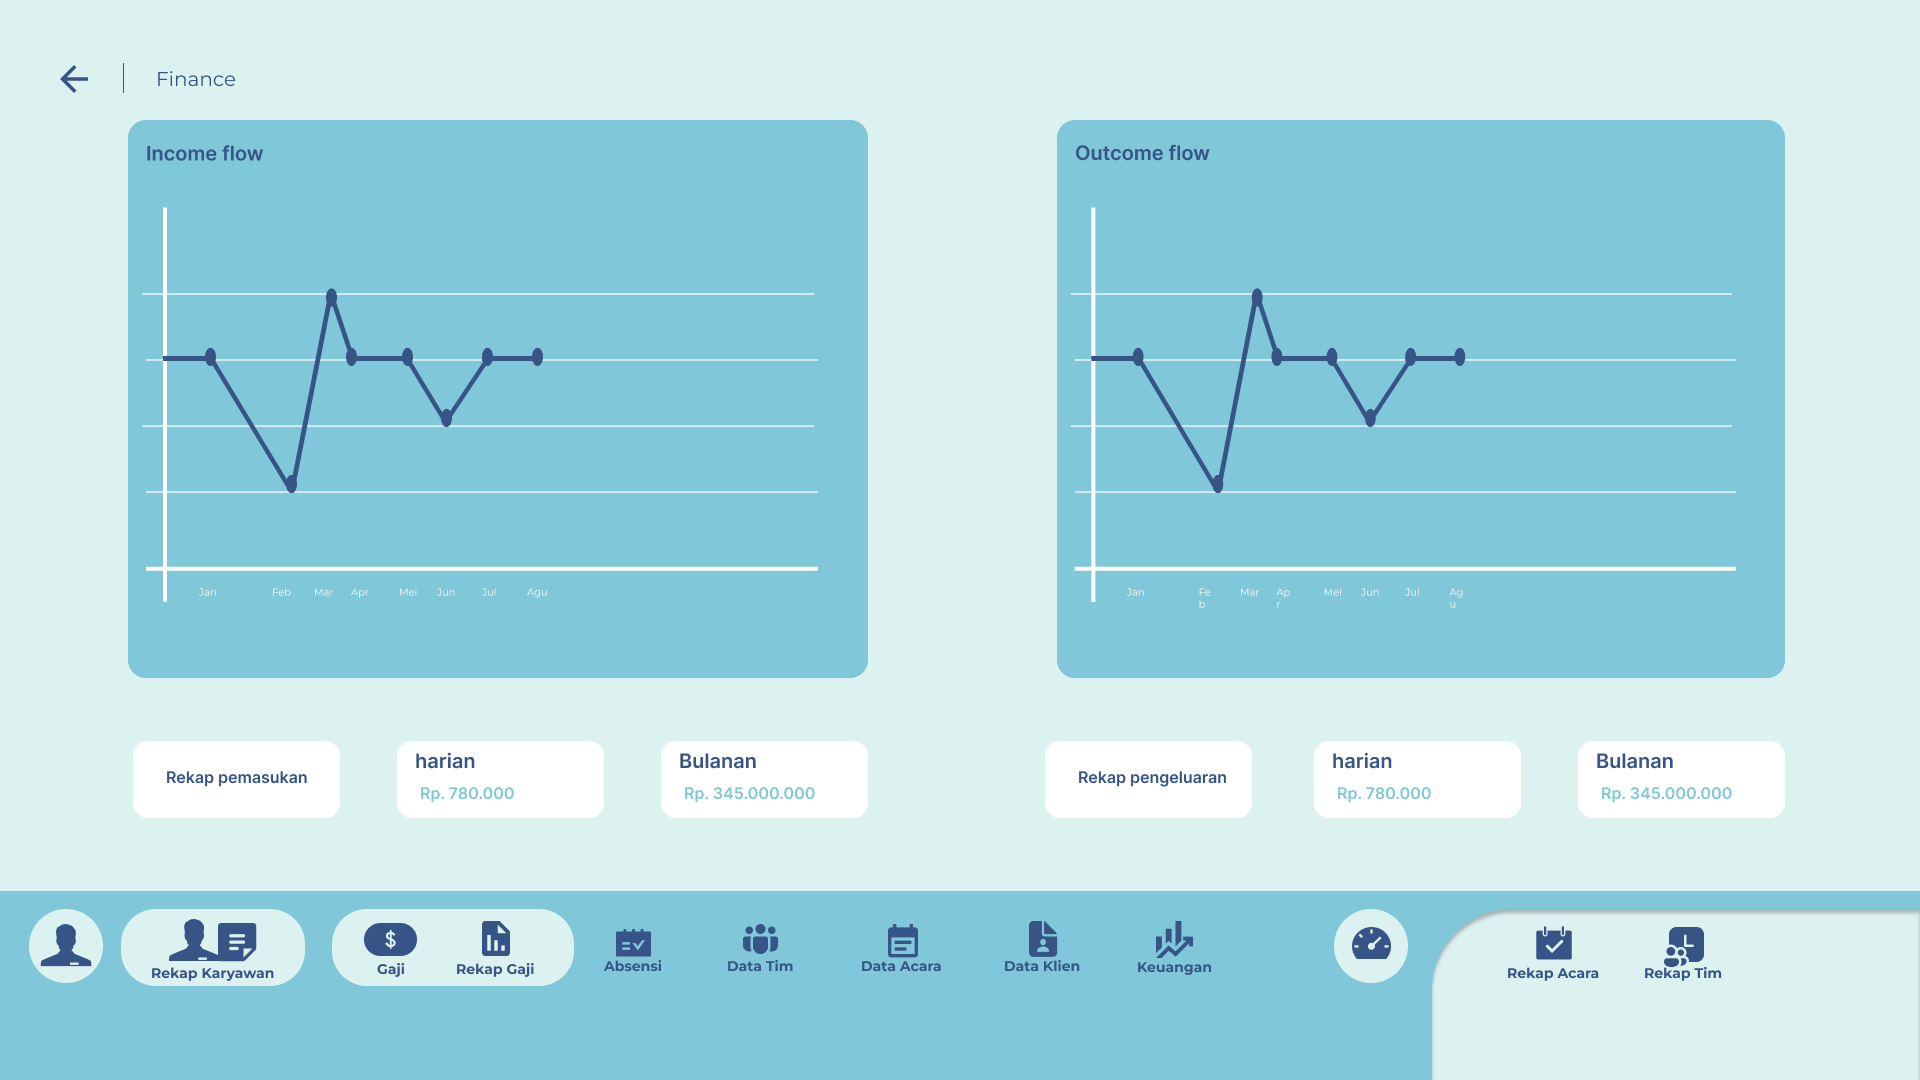 Finance
Income flow
Jan Feb Mar Apr Mei Jun Jul Agu
Outcome flow
Jan Fe
b Mar Ap
r Mei Jun Jul Ag
u
Rekap pemasukan
harian
Rp. 780.000
Bulanan
Rp. 345.000.000
Rekap pengeluaran
harian
Rp. 780.000
Bulanan
Rp. 345.000.000
Rekap Karyawan
$
Gaji
Rekap Gaji
Absensi
Data Tim
Data Acara
Data Klien
Keuangan
Rekap Acara
Rekap Tim